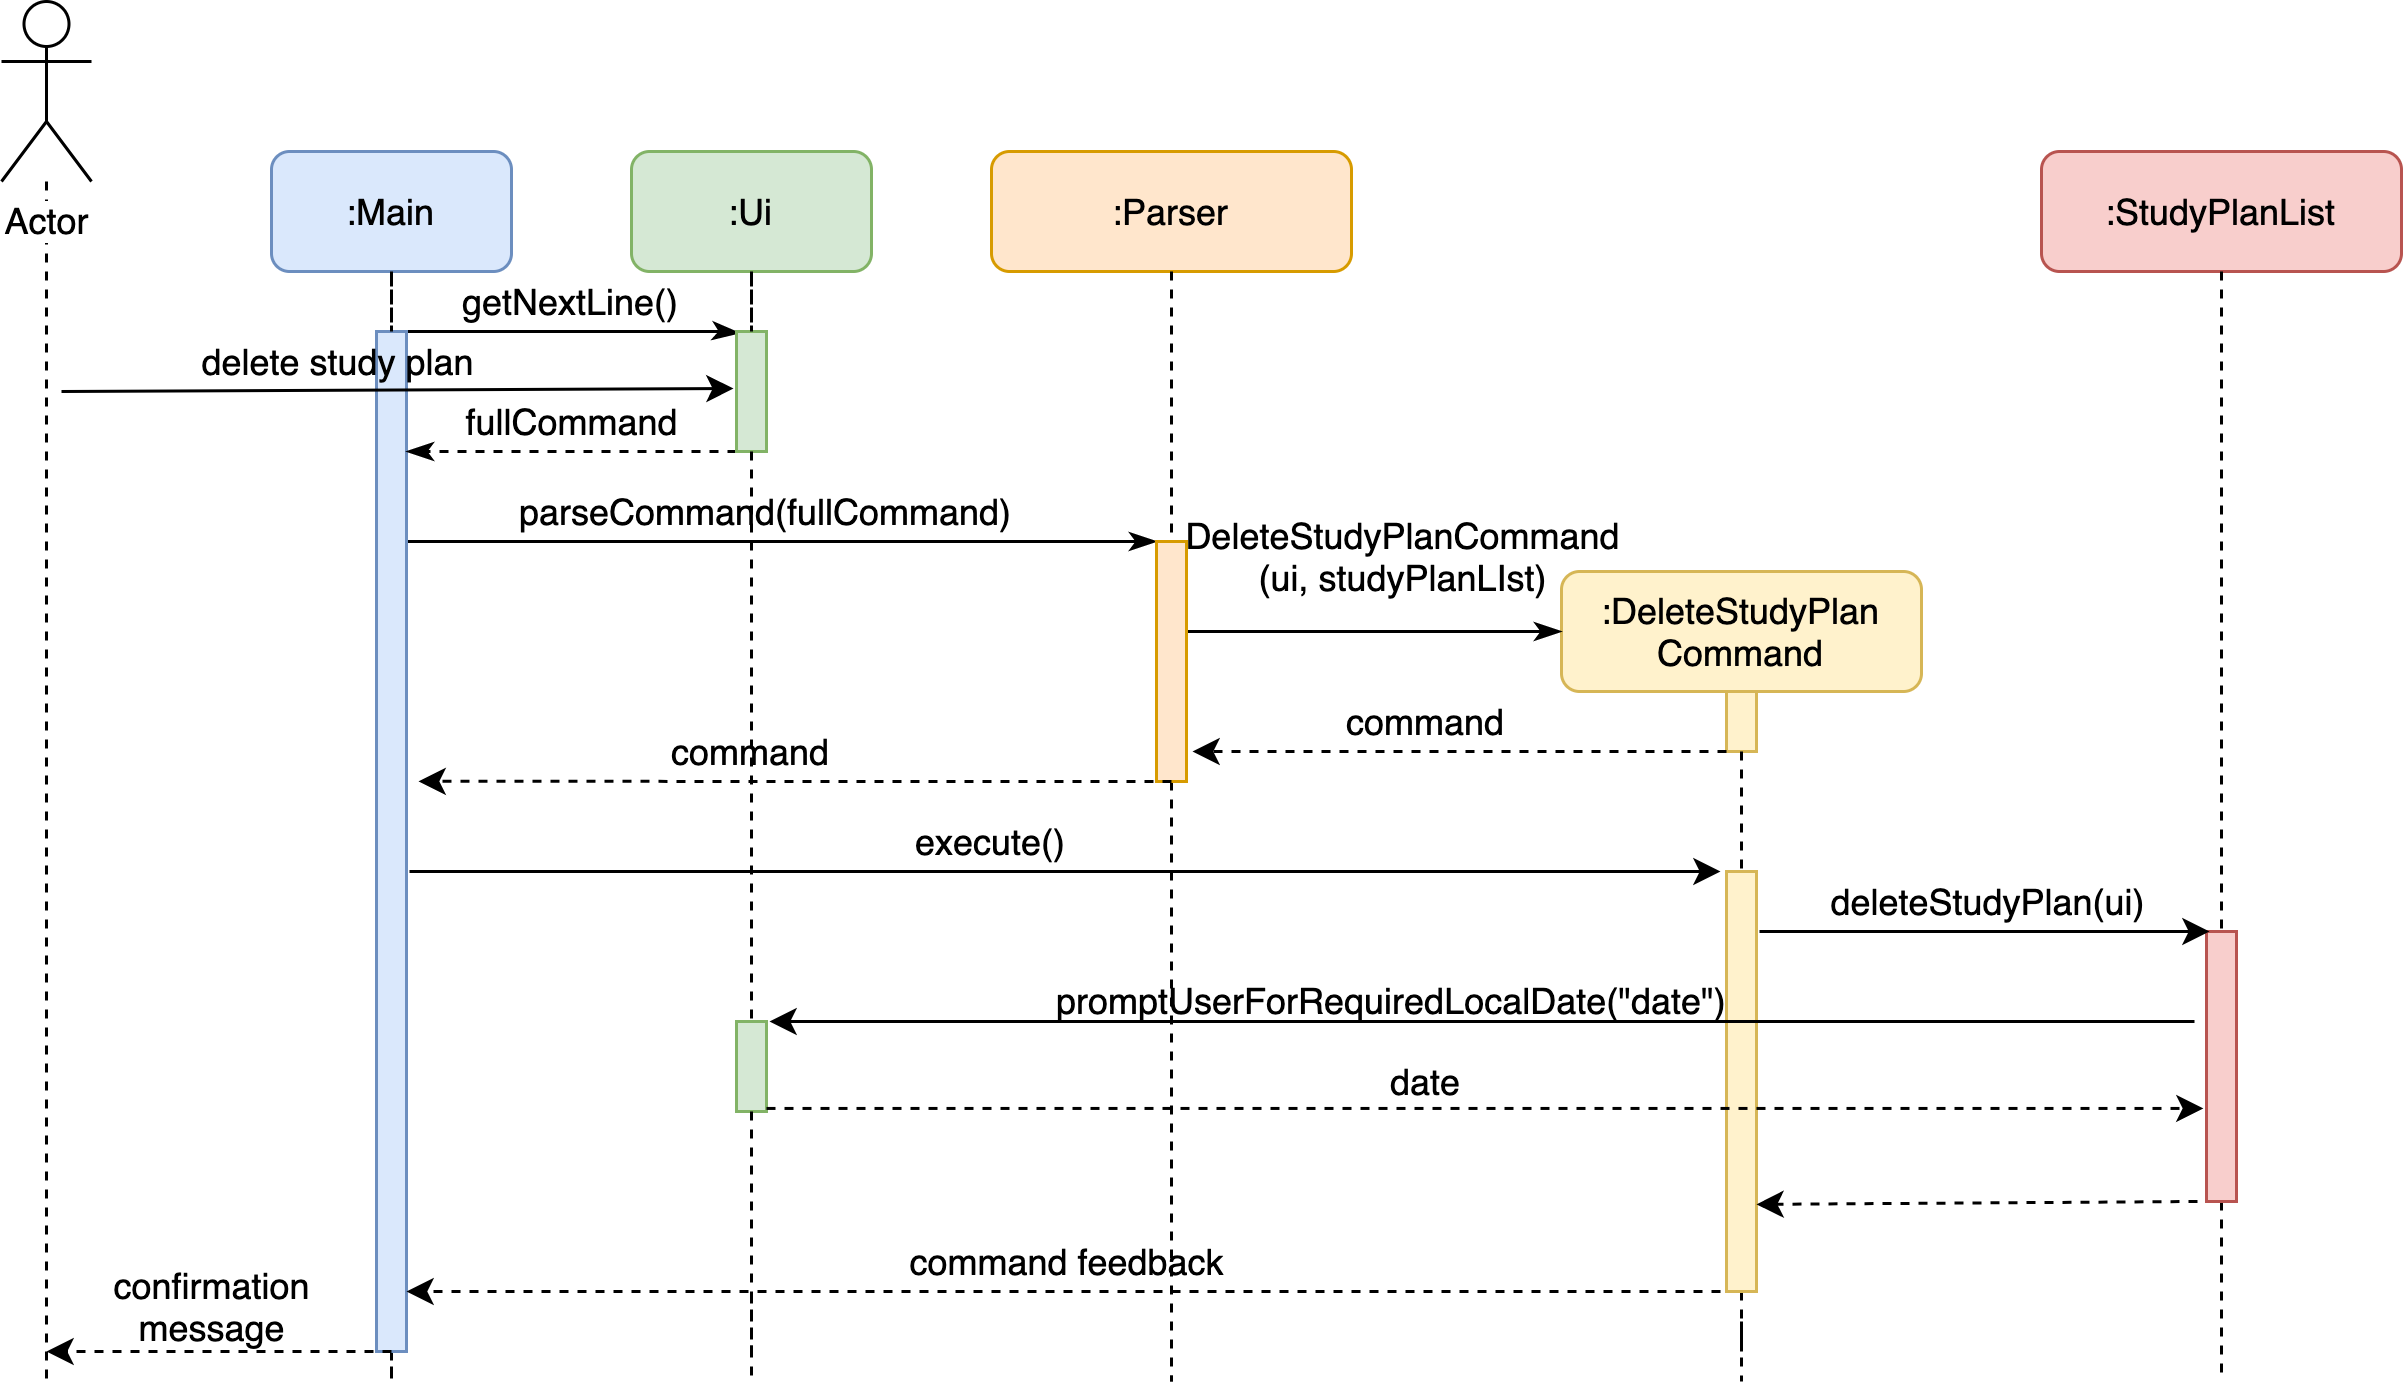 Actor
:Main
:Ui
:Parser
:StudyPlanList
getNextLine()
delete study plan
fullCommand
parseCommand(fullCommand)
DeleteStudyPlanCommand
(ui, studyPlanLIst)
:DeleteStudyPlan
Command
command
command
execute()
deleteStudyPlan(ui)
promptUserForRequiredLocalDate("date")
date
command feedback
confirmation
message